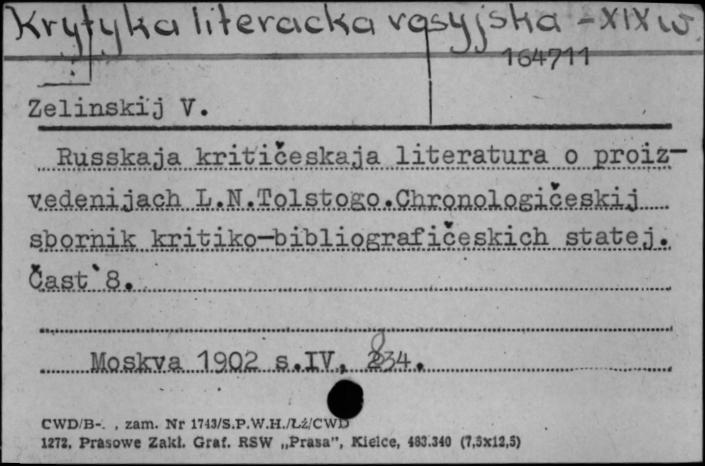 Krytyka literacka rosyjska - XIX w.
164711
Zelinskij V.
Russkaja kritičeskaja literatura o proiz-
vedenijach L.N.Tolstogo.Chronologičeskij
sbornik kritiko-bibliografičeskich statej.
Čast`8.
Moskva 1902 s.IV, 234.
CWD/B-. , zam. Nr 1743/S.P.W.H./Łż/CWD
1272, Prasowe Zakł. Graf. RSW „Prasa”, Kielce, 483.340 (7,5x12,5)